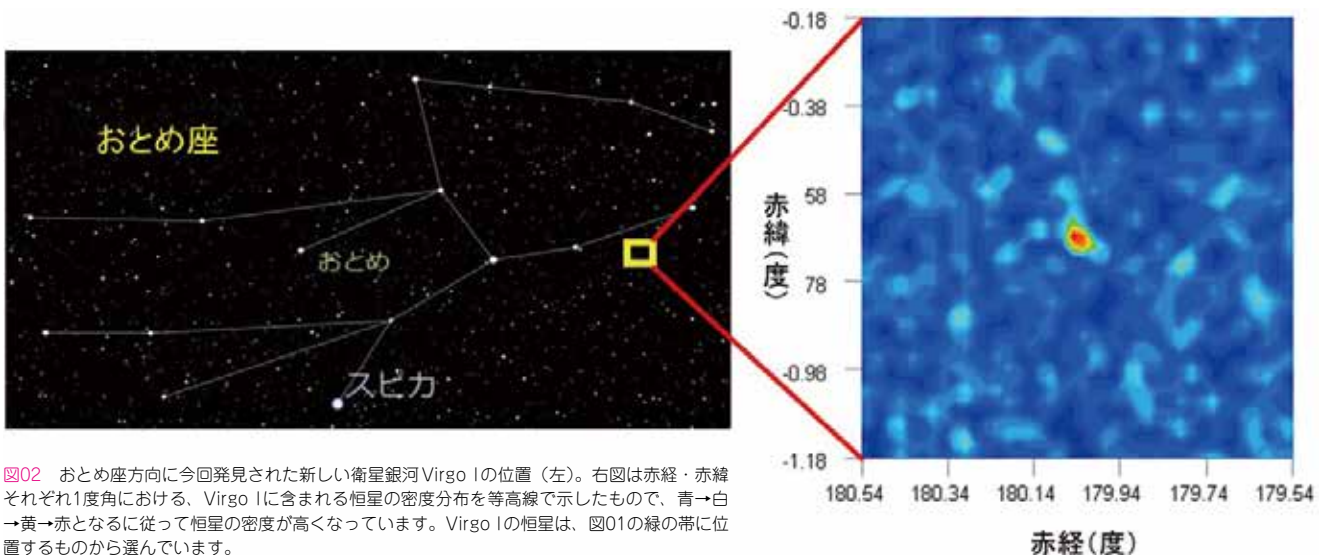 おとめ座
おとめ
スピカ
-0.18
-0.38
58
78
-0.98
-1.18
赤緯(度)
180.54 180.34 180.14 179.94 179.74 179.54
赤経(度)
図02 おとめ座方向に今回発見された新しい衛星銀河Virgo Iの位置（左）。右図は赤経・赤緯
それぞれ1度角における、Virgo Iに含まれる恒星の密度分布を等高線で示したもので、青→白
→黄→赤となるに従って恒星の密度が高くなっています。Virgo Iの恒星は、図01の緑の帯に位
置するものから選んでいます。